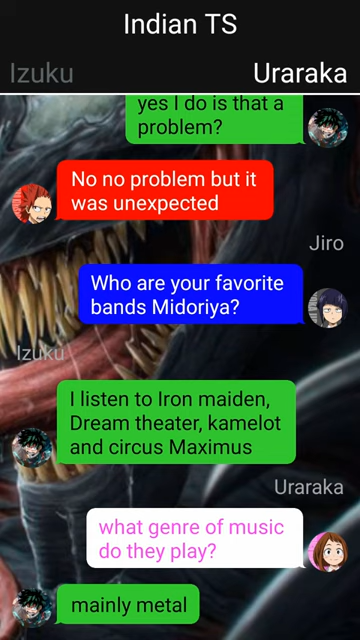 Indian TS
Izuku
Uraraka
yes I do is that a
problem?
No no problem but it
was unexpected
Jiro
Who are your favorite
bands Midoriya?
Izuku
I listen to Iron maiden,
Dream theater, kamelot
and circus Maximus
Uraraka
what genre of music
do they play?
mainly metal